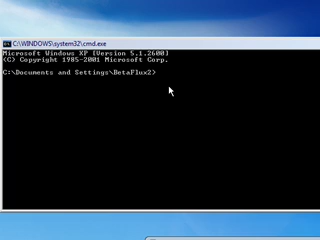 C:\WINDOWS\system32\cmd.exe
Microsoft Windows XP [Version 5.1.2600]
(C) Copyright 1985-2001 Microsoft Corp.
C:\Documents and Settings\BetaFlux2>